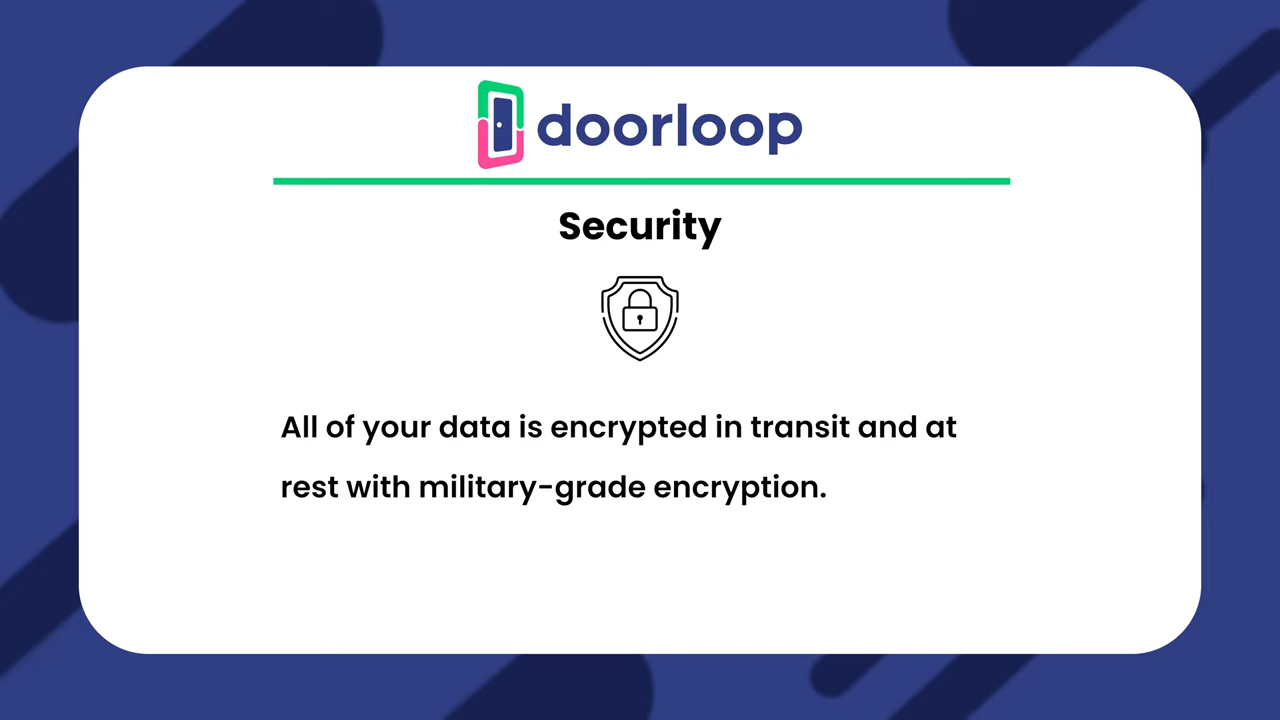 doorloop
Security
All of your data is encrypted in transit and at
rest with military-grade encryption.